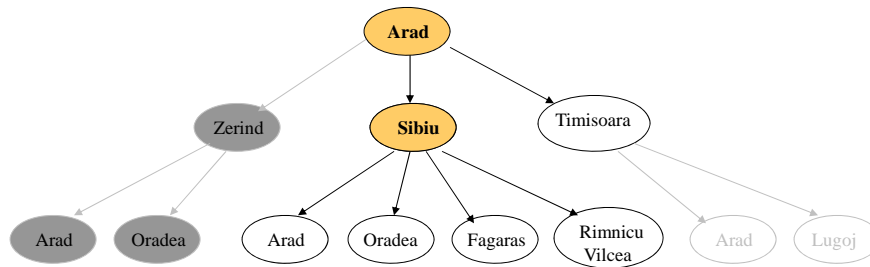 Arad
Zerind
Sibiu
Timisoara
Arad
Oradea
Arad
Oradea
Fagaras
Rimnicu
Vilcea
Arad
Lugoj